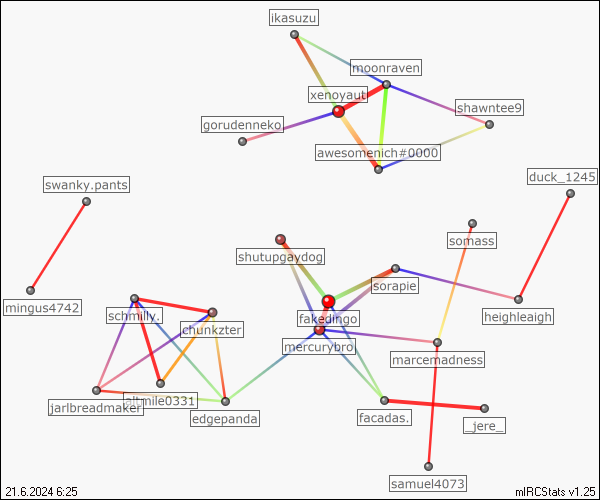 ikasuzu
moonraven
xenoyaut
shawntee9
gorudenneko
awesomenich#0000
duck_1245
swanky.pants
somass
shutupgaydog
sorapie
mingus4742
heighleaigh
schmilly.
fakedingo
chunkzter
mercurybro.
marcemadness
jarlbreadmaker
altmile0331
edgepanda
facadas.
_jere_
samuel4073
21.6.2024 6:25
mIRCStats v1.25